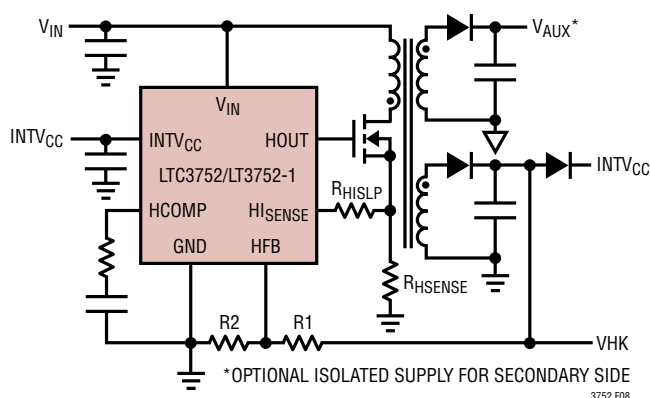 VIN
VAUX*
VIN
INTVCC
INTVCC
HOUT
INTVCC
LTC3752/LT3752-1
RHISLP
HCOMP
HISENSE
GND
HFB
RHSENSE
R2
R1
VHK
*OPTIONAL ISOLATED SUPPLY FOR SECONDARY SIDE
3752 F08